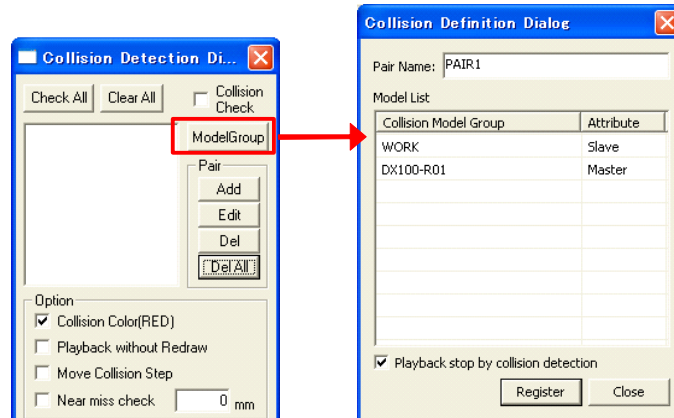 Collision Detection Di...
Check All
Clear All
Collision
Check
ModelGroup
Pair
Add
Edit
Del
Del All
Option
Collision Color(RED)
Playback without Redraw
Move Collision Step
Near miss check
0 mm
Collision Definition Dialog
Pair Name: PAIR1
Model List
Collision Model Group Attribute
WORK Slave
DX100-R01 Master
Playback stop by collision detection
Register
Close